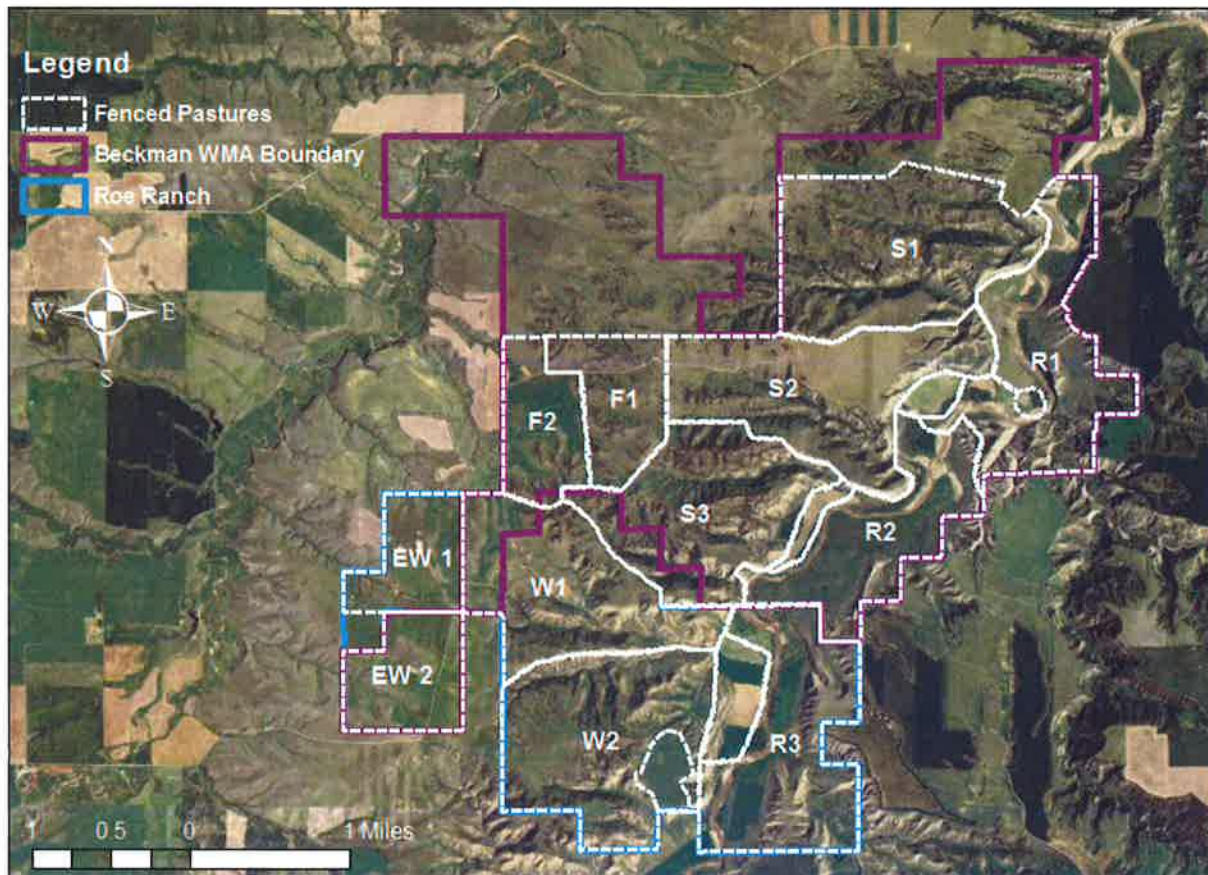 Legend
Fenced Pastures
Beckman WMA Boundary
Roe Ranch
N
W E
S
S1
R1
S2
F1
F2
S3
R2
EW 1
W1
EW 2
W2
R3
1 0 5 0 1 Miles